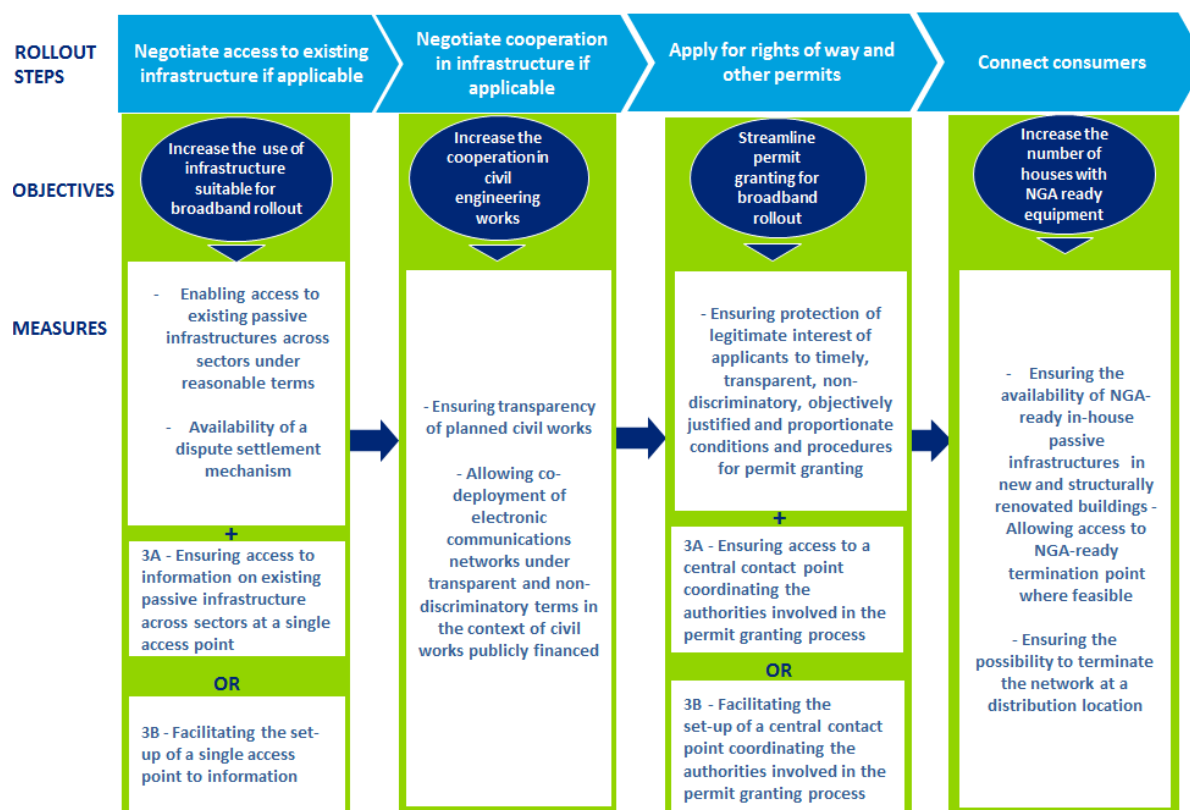 ROLLOUT
STEPS
Negotiate access to existing
infrastructure if applicable
Negotiate cooperation
in infrastructure if
applicable
Apply for rights of way and
other permits
Connect consumers
OBJECTIVES
Increase the use of
infrastructure
suitable for
broadband rollout
Increase the
cooperation in
civil
engineering
works
Streamline
permit
granting for
broadband
rollout
Increase the
number of
houses with
NGA ready
equipment
MEASURES
- Enabling access to
existing passive
infrastructures across
sectors under
reasonable terms
- Availability of a
dispute settlement
mechanism
+
3A - Ensuring access to
information on existing
passive infrastructure
across sectors at a single
access point
OR
3B - Facilitating the set-
up of a single access
point to information
- Ensuring transparency
of planned civil works
- Allowing co-
deployment of
electronic
communications
networks under
transparent and non-
discriminatory terms in
the context of civil
works publicly financed
- Ensuring protection of
legitimate interest of
applicants to timely,
transparent, non-
discriminatory, objectively
justified and proportionate
conditions and procedures
for permit granting
+
3A - Ensuring access to a
central contact point
coordinating the
authorities involved in the
permit granting process
OR
3B - Facilitating the
set-up of a central contact
point coordinating the
authorities involved in the
permit granting process
- Ensuring the
availability of NGA-
ready in-house
passive
infrastructures in
new and structurally
renovated buildings -
Allowing access to
NGA-ready
termination point
where feasible
- Ensuring the
possibility to terminate
the network at a
distribution location